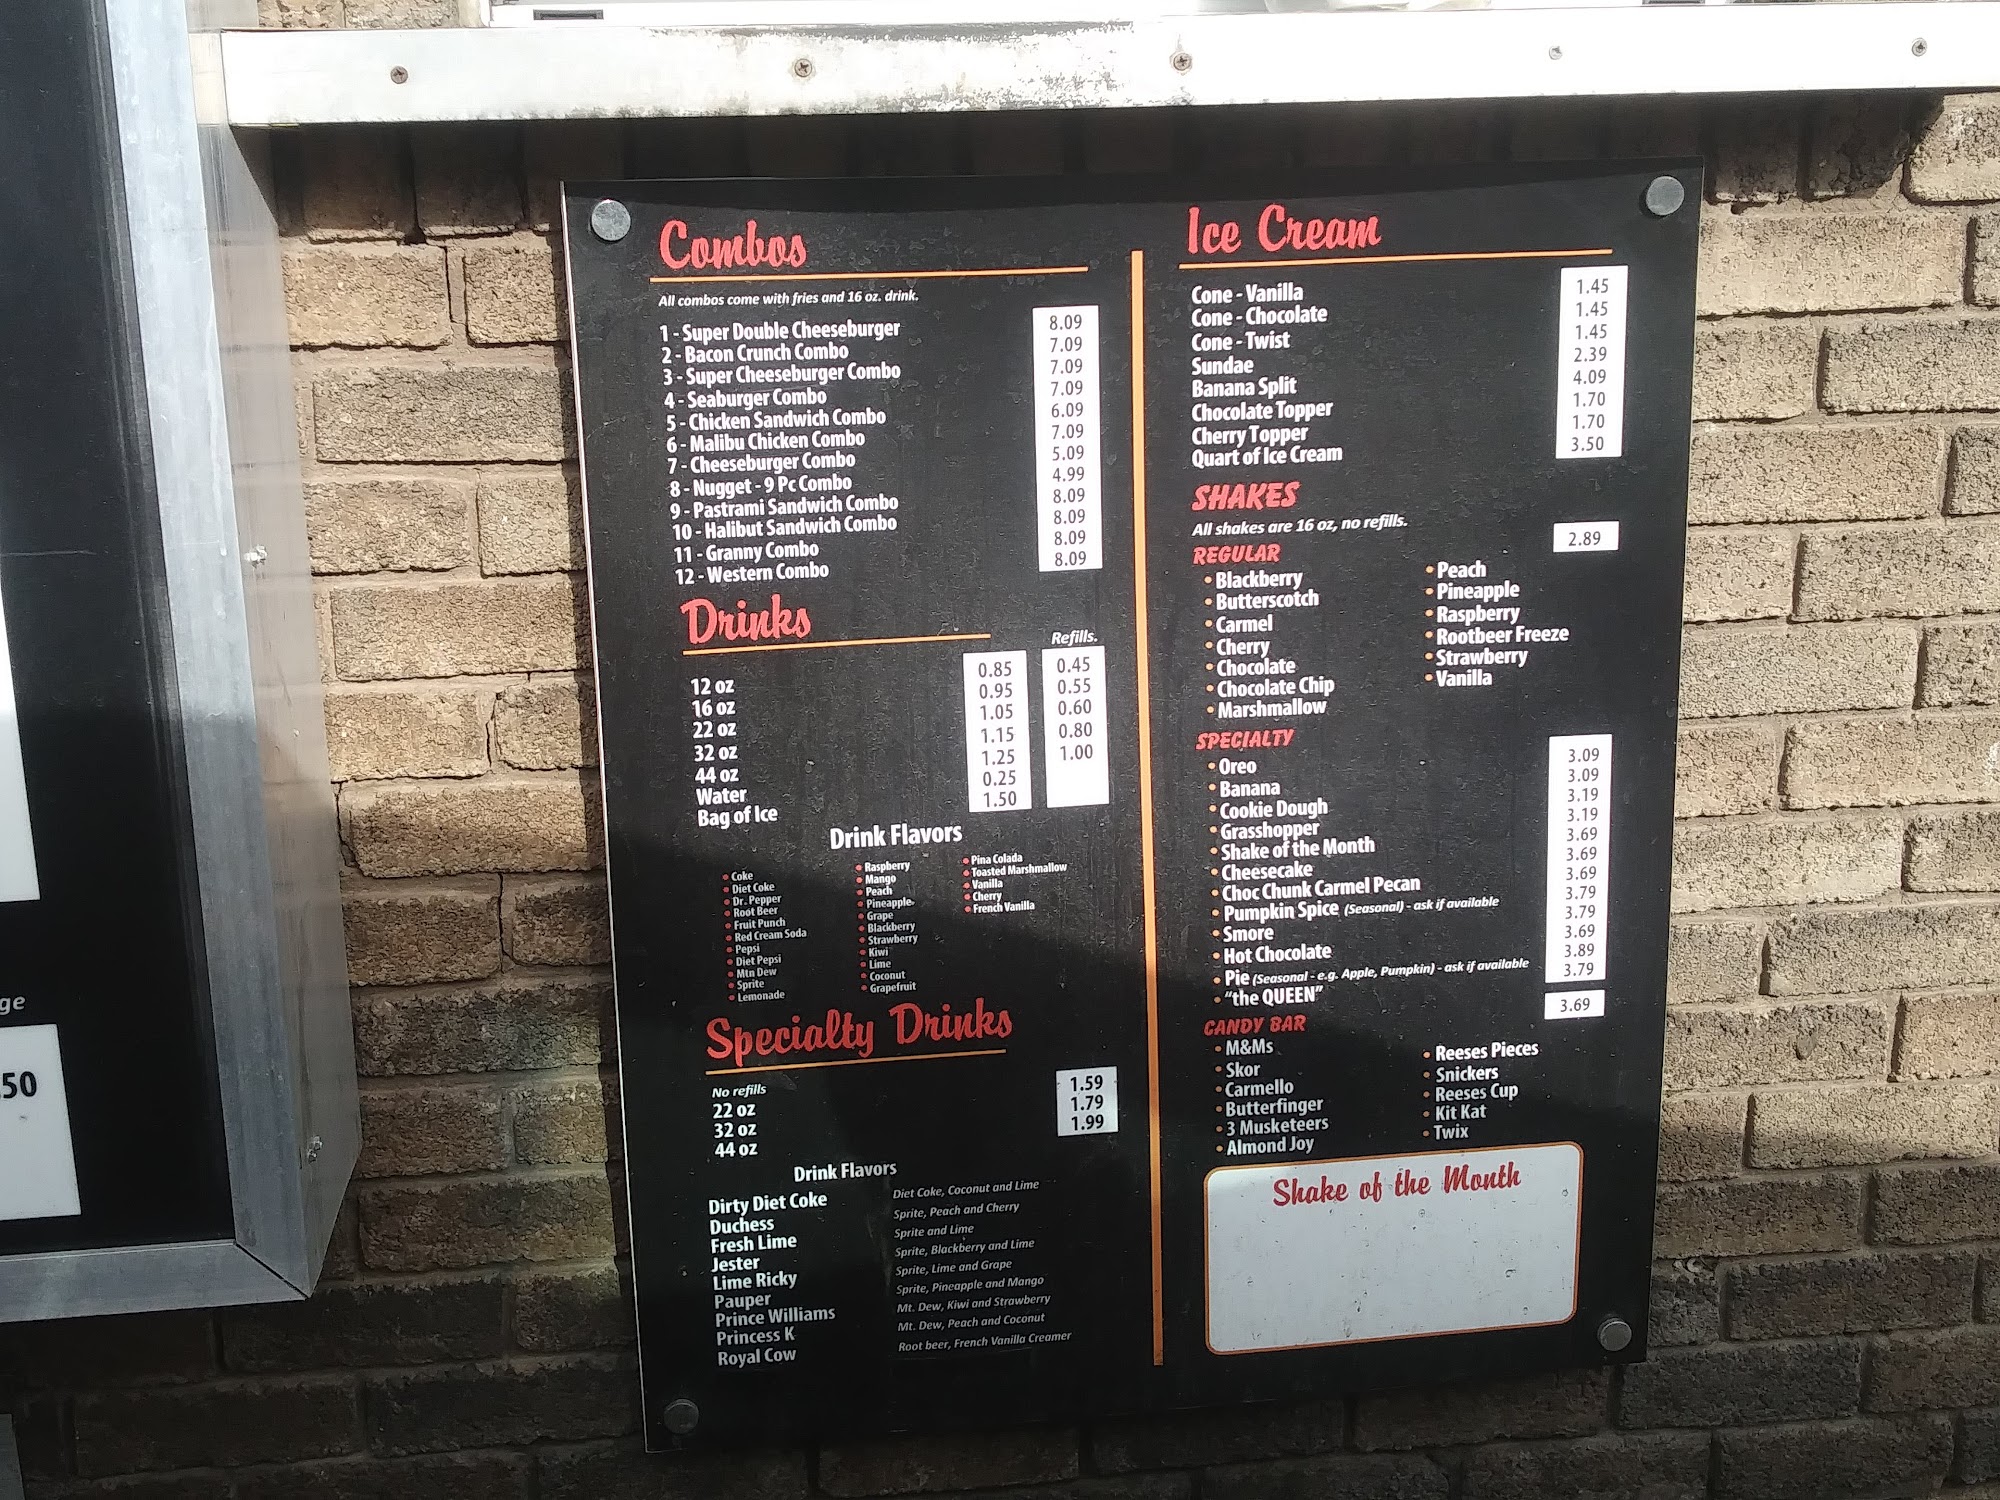 ge
.50
Combos
All combos come with fries and 16 oz. drink.
1 - Super Double Cheeseburger 8.09
2 - Bacon Crunch Combo 7.09
3 - Super Cheeseburger Combo 7.09
4 - Seaburger Combo 7.09
5 - Chicken Sandwich Combo 6.09
6 - Malibu Chicken Combo 7.09
7 - Cheeseburger Combo 5.09
8 - Nugget - 9 Pc Combo 4.99
9 - Pastrami Sandwich Combo 8.09
10 - Halibut Sandwich Combo 8.09
11 - Granny Combo 8.09
12 - Western Combo 8.09
Drinks
Refills.
12 oz 0.85 0.45
16 oz 0.95 0.55
22 oz 1.05 0.60
32 oz 1.15 0.80
44 oz 1.25 1.00
Water 0.25
Bag of Ice 1.50
Drink Flavors
• Coke
• Diet Coke
• Dr. Pepper
• Root Beer
• Fruit Punch
• Red Cream Soda
• Pepsi
• Diet Pepsi
• Mtn Dew
• Sprite
• Lemonade
• Raspberry
• Mango
• Peach
• Pineapple
• Grape
• Blackberry
• Strawberry
• Kiwi
• Lime
• Coconut
• Grapefruit
• Pina Colada
• Toasted Marshmallow
• Vanilla
• Cherry
• French Vanilla
Specialty Drinks
No refills
22 oz 1.59
32 oz 1.79
44 oz 1.99
Drink Flavors
Dirty Diet Coke Diet Coke, Coconut and Lime
Duchess Sprite, Peach and Cherry
Fresh Lime Sprite and Lime
Jester Sprite, Blackberry and Lime
Lime Ricky Sprite, Lime and Grape
Pauper Sprite, Pineapple and Mango
Prince Williams Mt. Dew, Kiwi and Strawberry
Princess K Mt. Dew, Peach and Coconut
Royal Cow Root beer, French Vanilla Creamer
Ice Cream
Cone - Vanilla 1.45
Cone - Chocolate 1.45
Cone - Twist 1.45
Sundae 2.39
Banana Split 4.09
Chocolate Topper 1.70
Cherry Topper 1.70
Quart of Ice Cream 3.50
SHAKES
All shakes are 16 oz, no refills.
REGULAR 2.89
• Blackberry
• Butterscotch
• Carmel
• Cherry
• Chocolate
• Chocolate Chip
• Marshmallow
• Peach
• Pineapple
• Raspberry
• Rootbeer Freeze
• Strawberry
• Vanilla
SPECIALTY
• Oreo 3.09
• Banana 3.09
• Cookie Dough 3.19
• Grasshopper 3.19
• Shake of the Month 3.69
• Cheesecake 3.69
• Choc Chunk Carmel Pecan 3.69
• Pumpkin Spice (Seasonal) - ask if available 3.79
• Smore 3.79
• Hot Chocolate 3.69
• Pie (Seasonal - e.g. Apple, Pumpkin) - ask if available 3.89
• "the QUEEN" 3.79
CANDY BAR 3.69
• M&Ms
• Skor
• Carmello
• Butterfinger
• 3 Musketeers
• Almond Joy
• Reeses Pieces
• Snickers
• Reeses Cup
• Kit Kat
• Twix
Shake of the Month